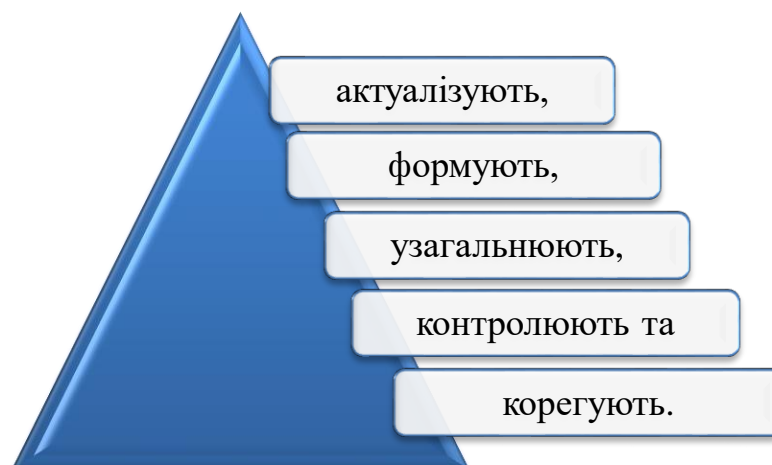 актуалізують,
формують,
узагальнюють,
контролюють та
корегують.